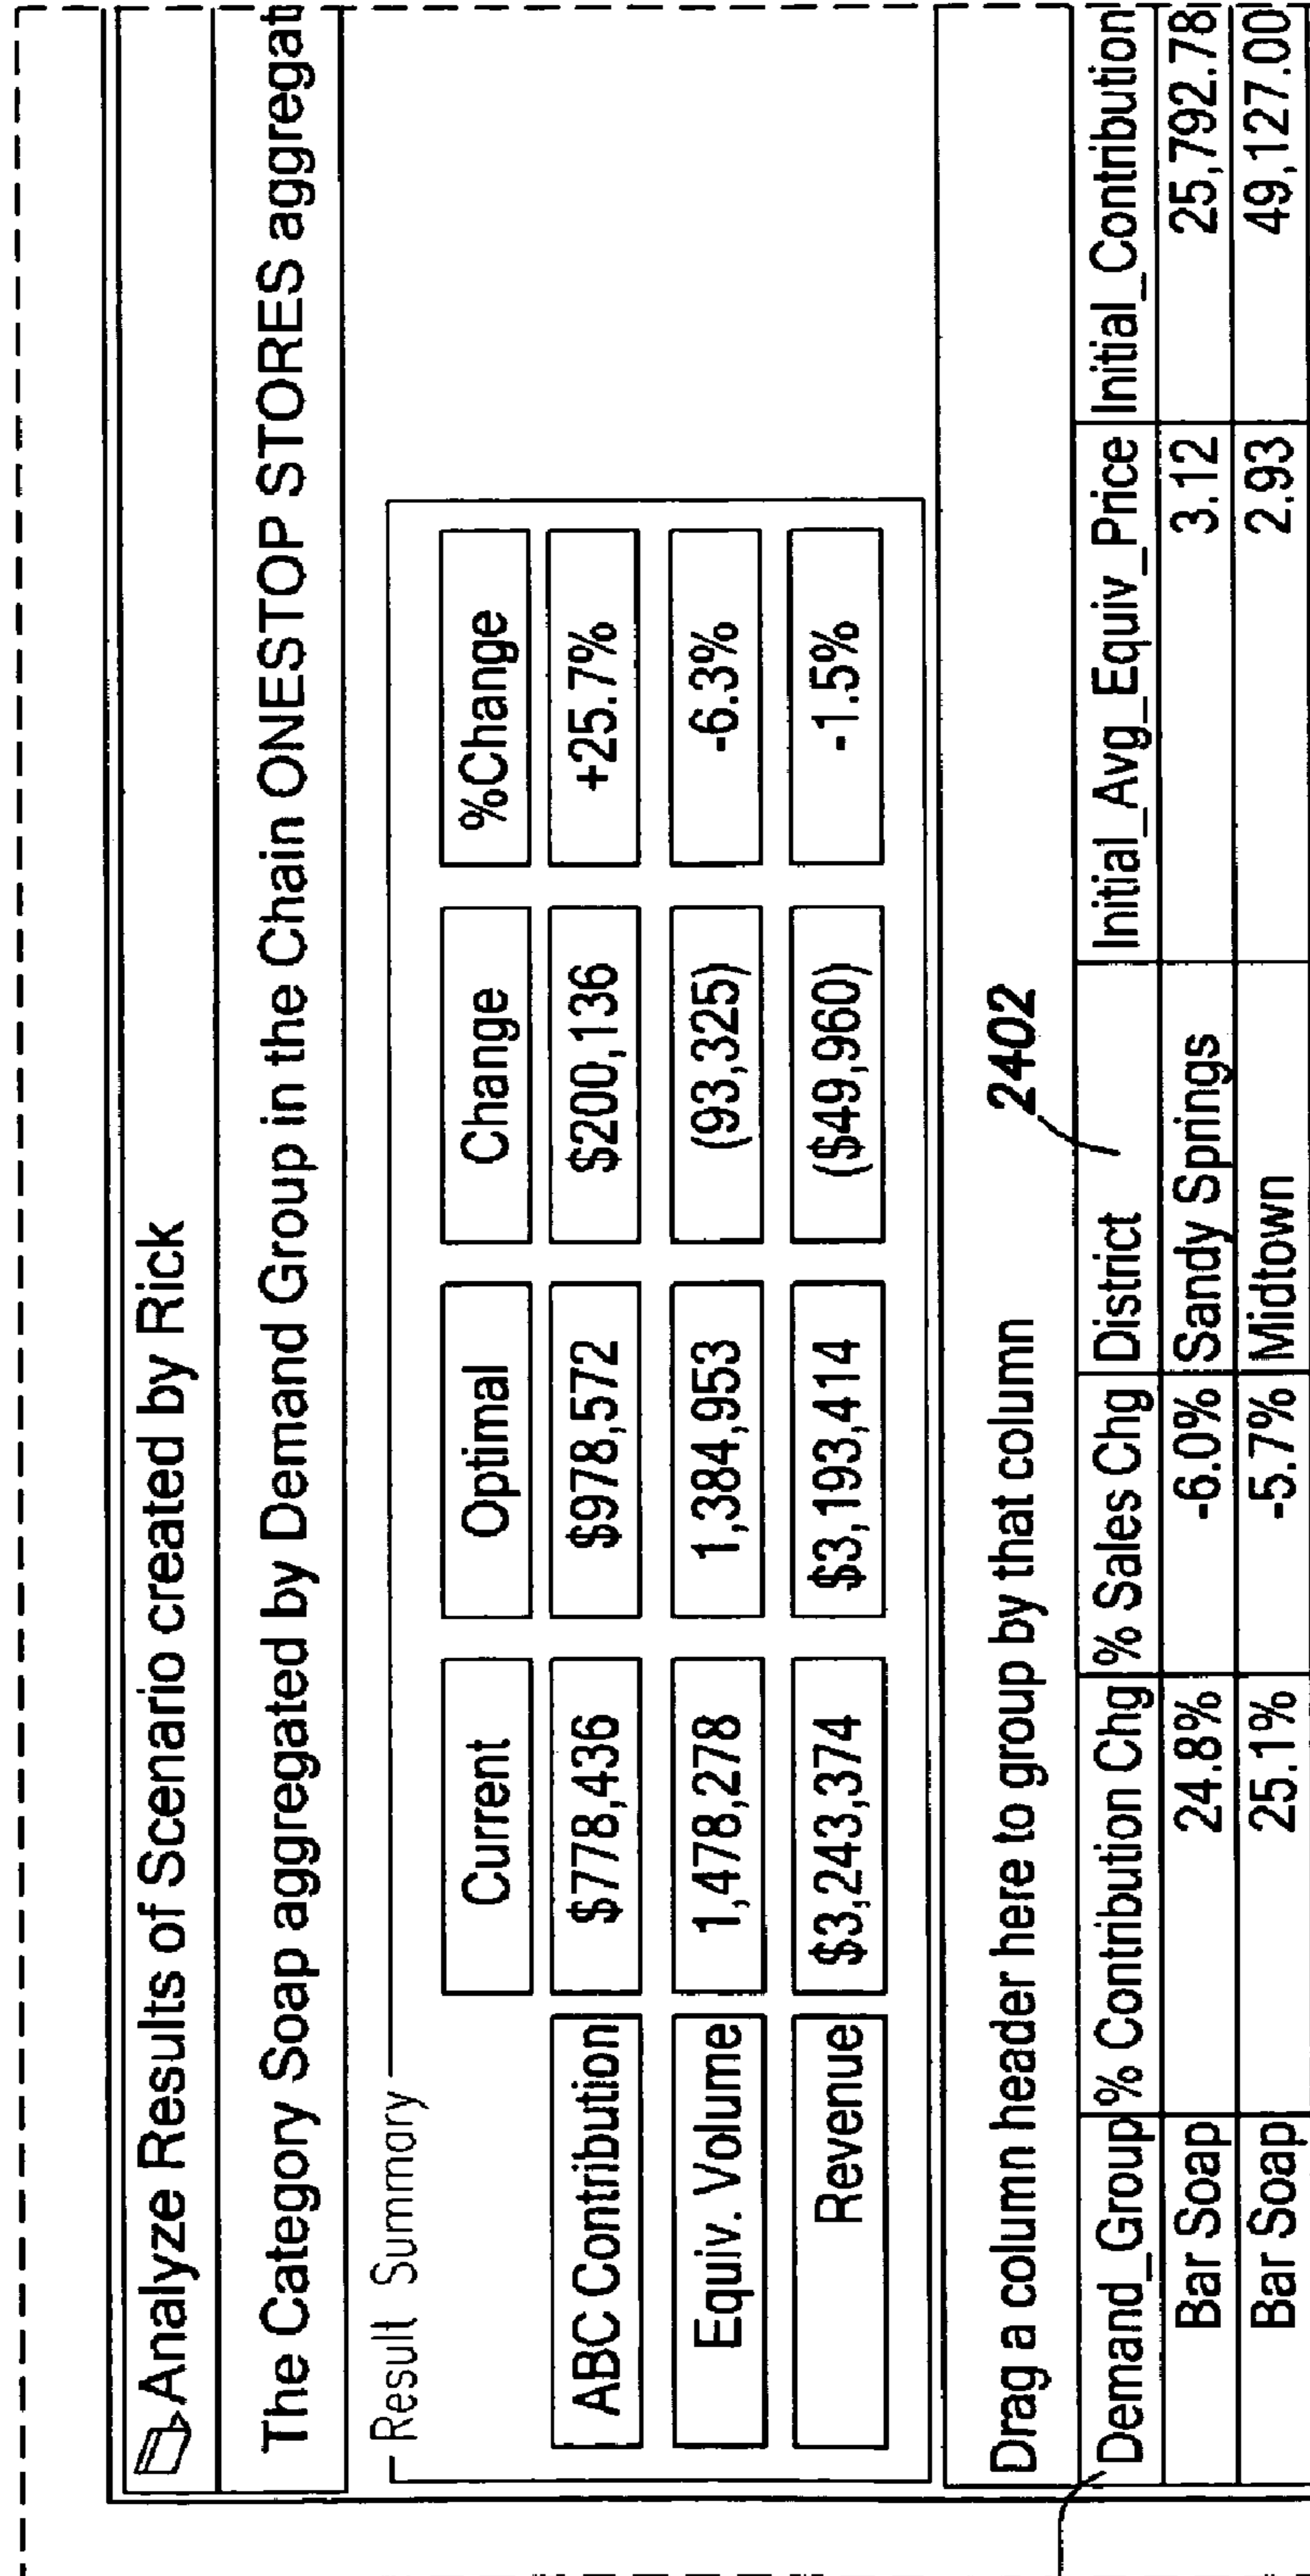 Analyze Results of Scenario created by Rick
The Category Soap aggregated by Demand Group in the Chain ONESTOP STORES aggregat
Result Summary
Current Optimal Change %Change
ABC Contribution $778,436 $978,572 $200,136 +25.7%
Equiv. Volume 1,478,278 1,384,953 (93,325) -6.3%
Revenue $3,243,374 $3,193,414 ($49,960) -1.5%
Drag a column header here to group by that column
2402
Demand_Group % Contribution Chg % Sales Chg District Initial_Avg_Equiv_Price Initial_Contribution
Bar Soap 24.8% -6.0% Sandy Springs 3.12 25,792.78
Bar Soap 25.1% -5.7% Midtown 2.93 49,127.00